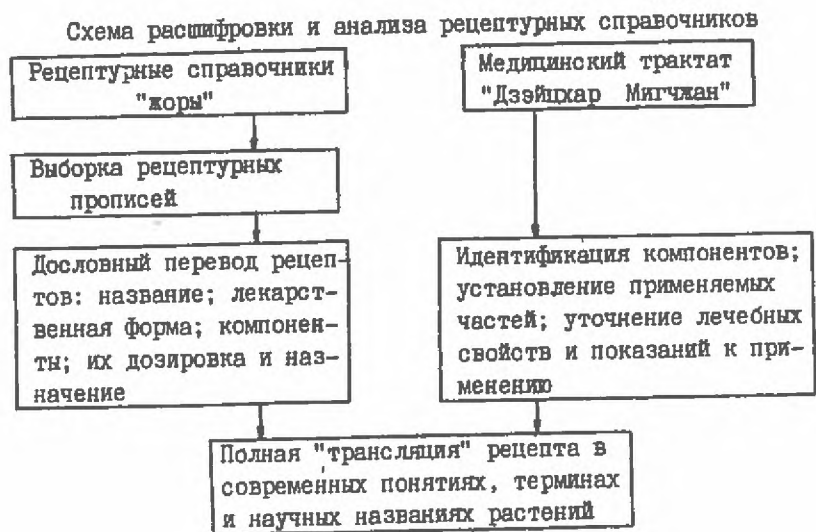 Схема расшифровки и анализа рецептурных справочников
Рецептурные справочники
"жоры"
Выборка рецептурных
прописей
Дословный перевод рецеп-
тов: название; лекарст-
венная форма; компонен-
ты; их дозировка и наз-
начение
Медицинский трактат
"Дзэйцхар Мигчжан"
Идентификация компонентов;
установление применяемых
частей; уточнение лечебных
свойств и показаний к при-
менению
Полная "трансляция" рецепта в
современных понятиях, терминах
и научных названиях растений